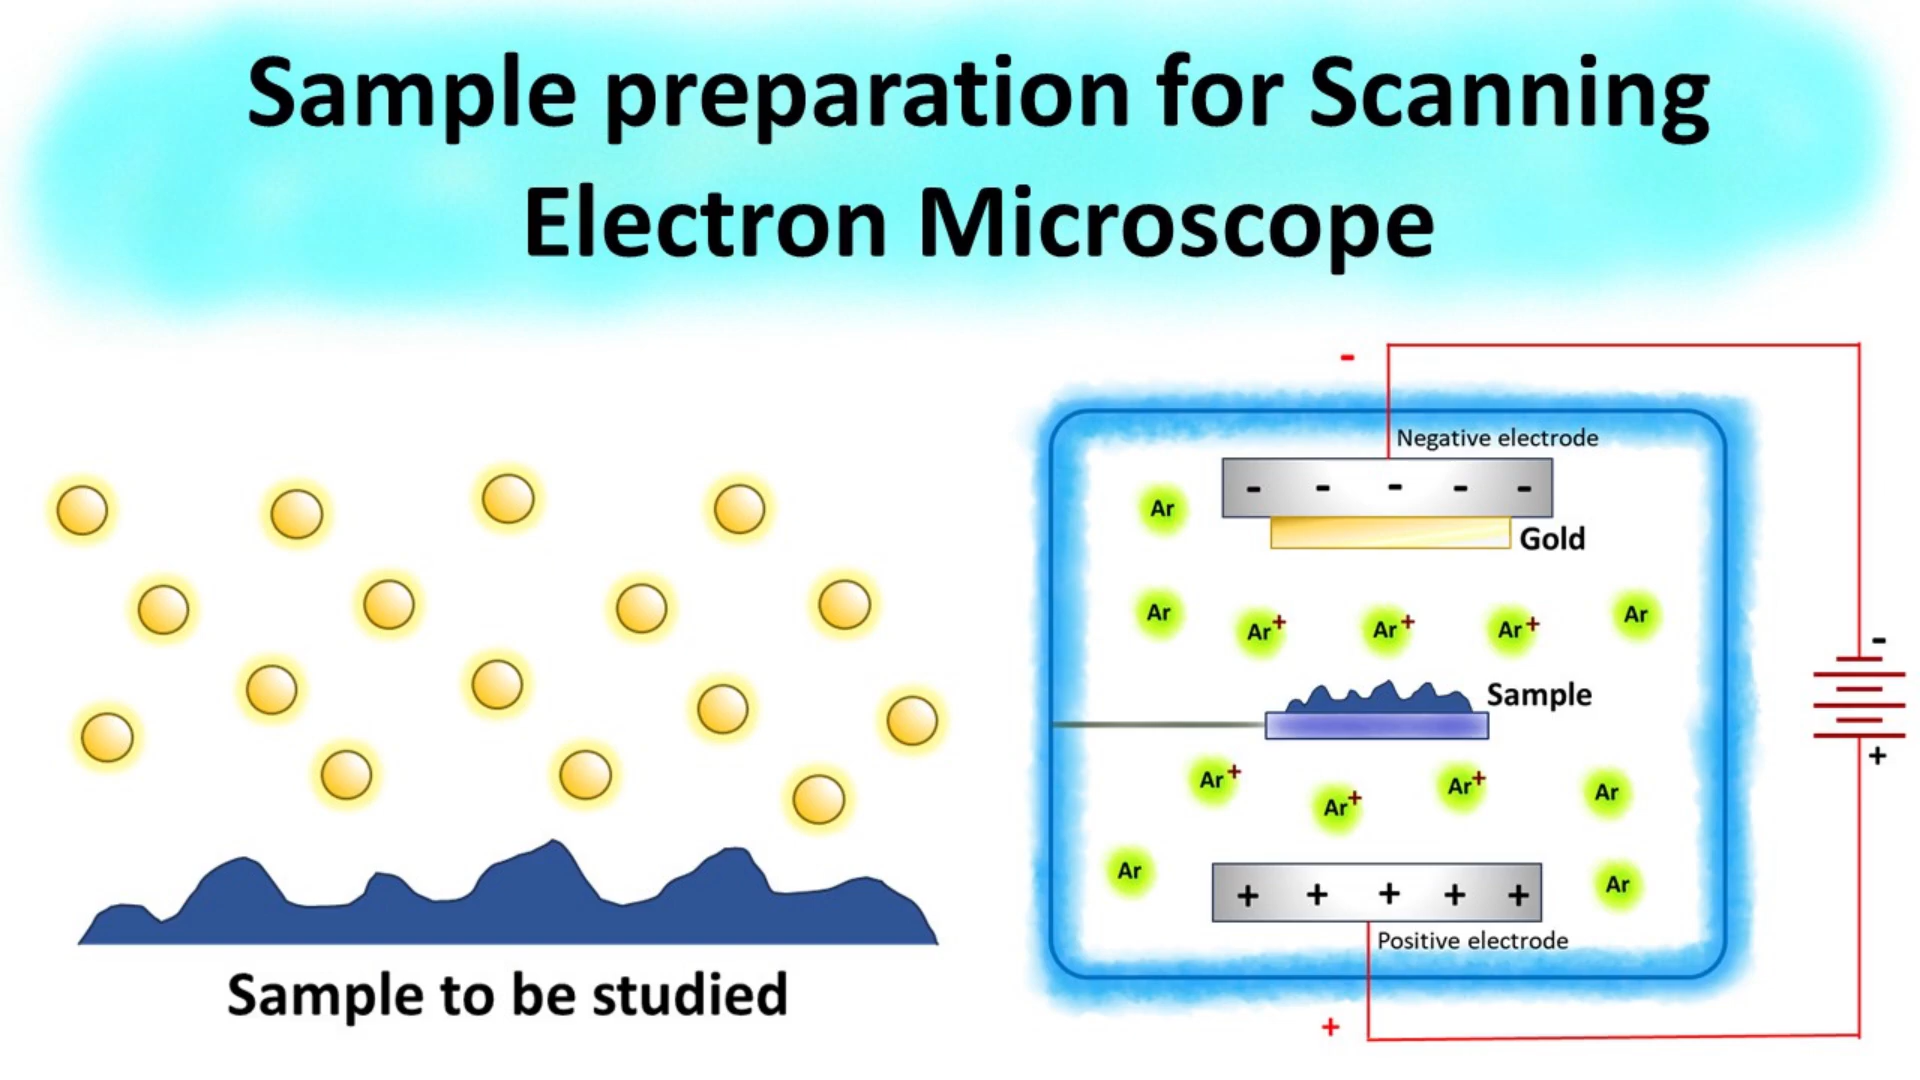 Sample preparation for Scanning
Electron Microscope
-
Negative electrode
- - - - -
Ar
Gold
Ar
Ar+
Ar+
Ar+
Ar
-
Sample
+
Ar+
Ar+
Ar+
Ar
Ar
Ar
+ + + + +
Positive electrode
Sample to be studied
+